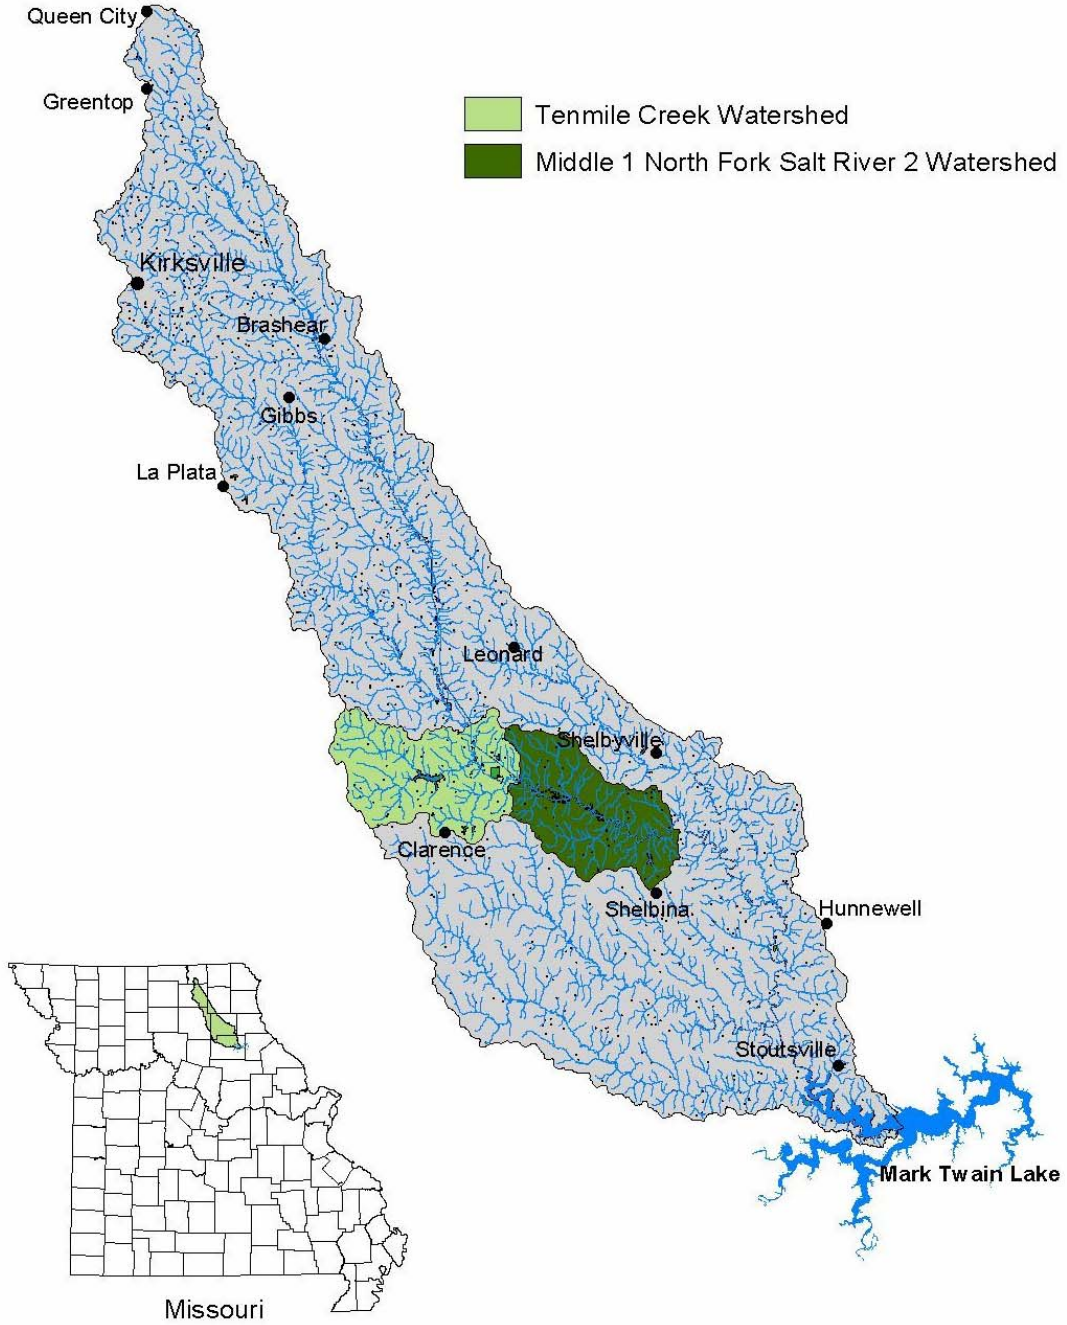 Queen City
Greentop
Tenmile Creek Watershed
Middle 1 North Fork Salt River 2 Watershed
Kirksville
Brashear
Gibbs
La Plata
Leonard
Shelbyville
Clarence
Shelbina
Hunnewell
Stoutsville
Mark Twain Lake
Missouri